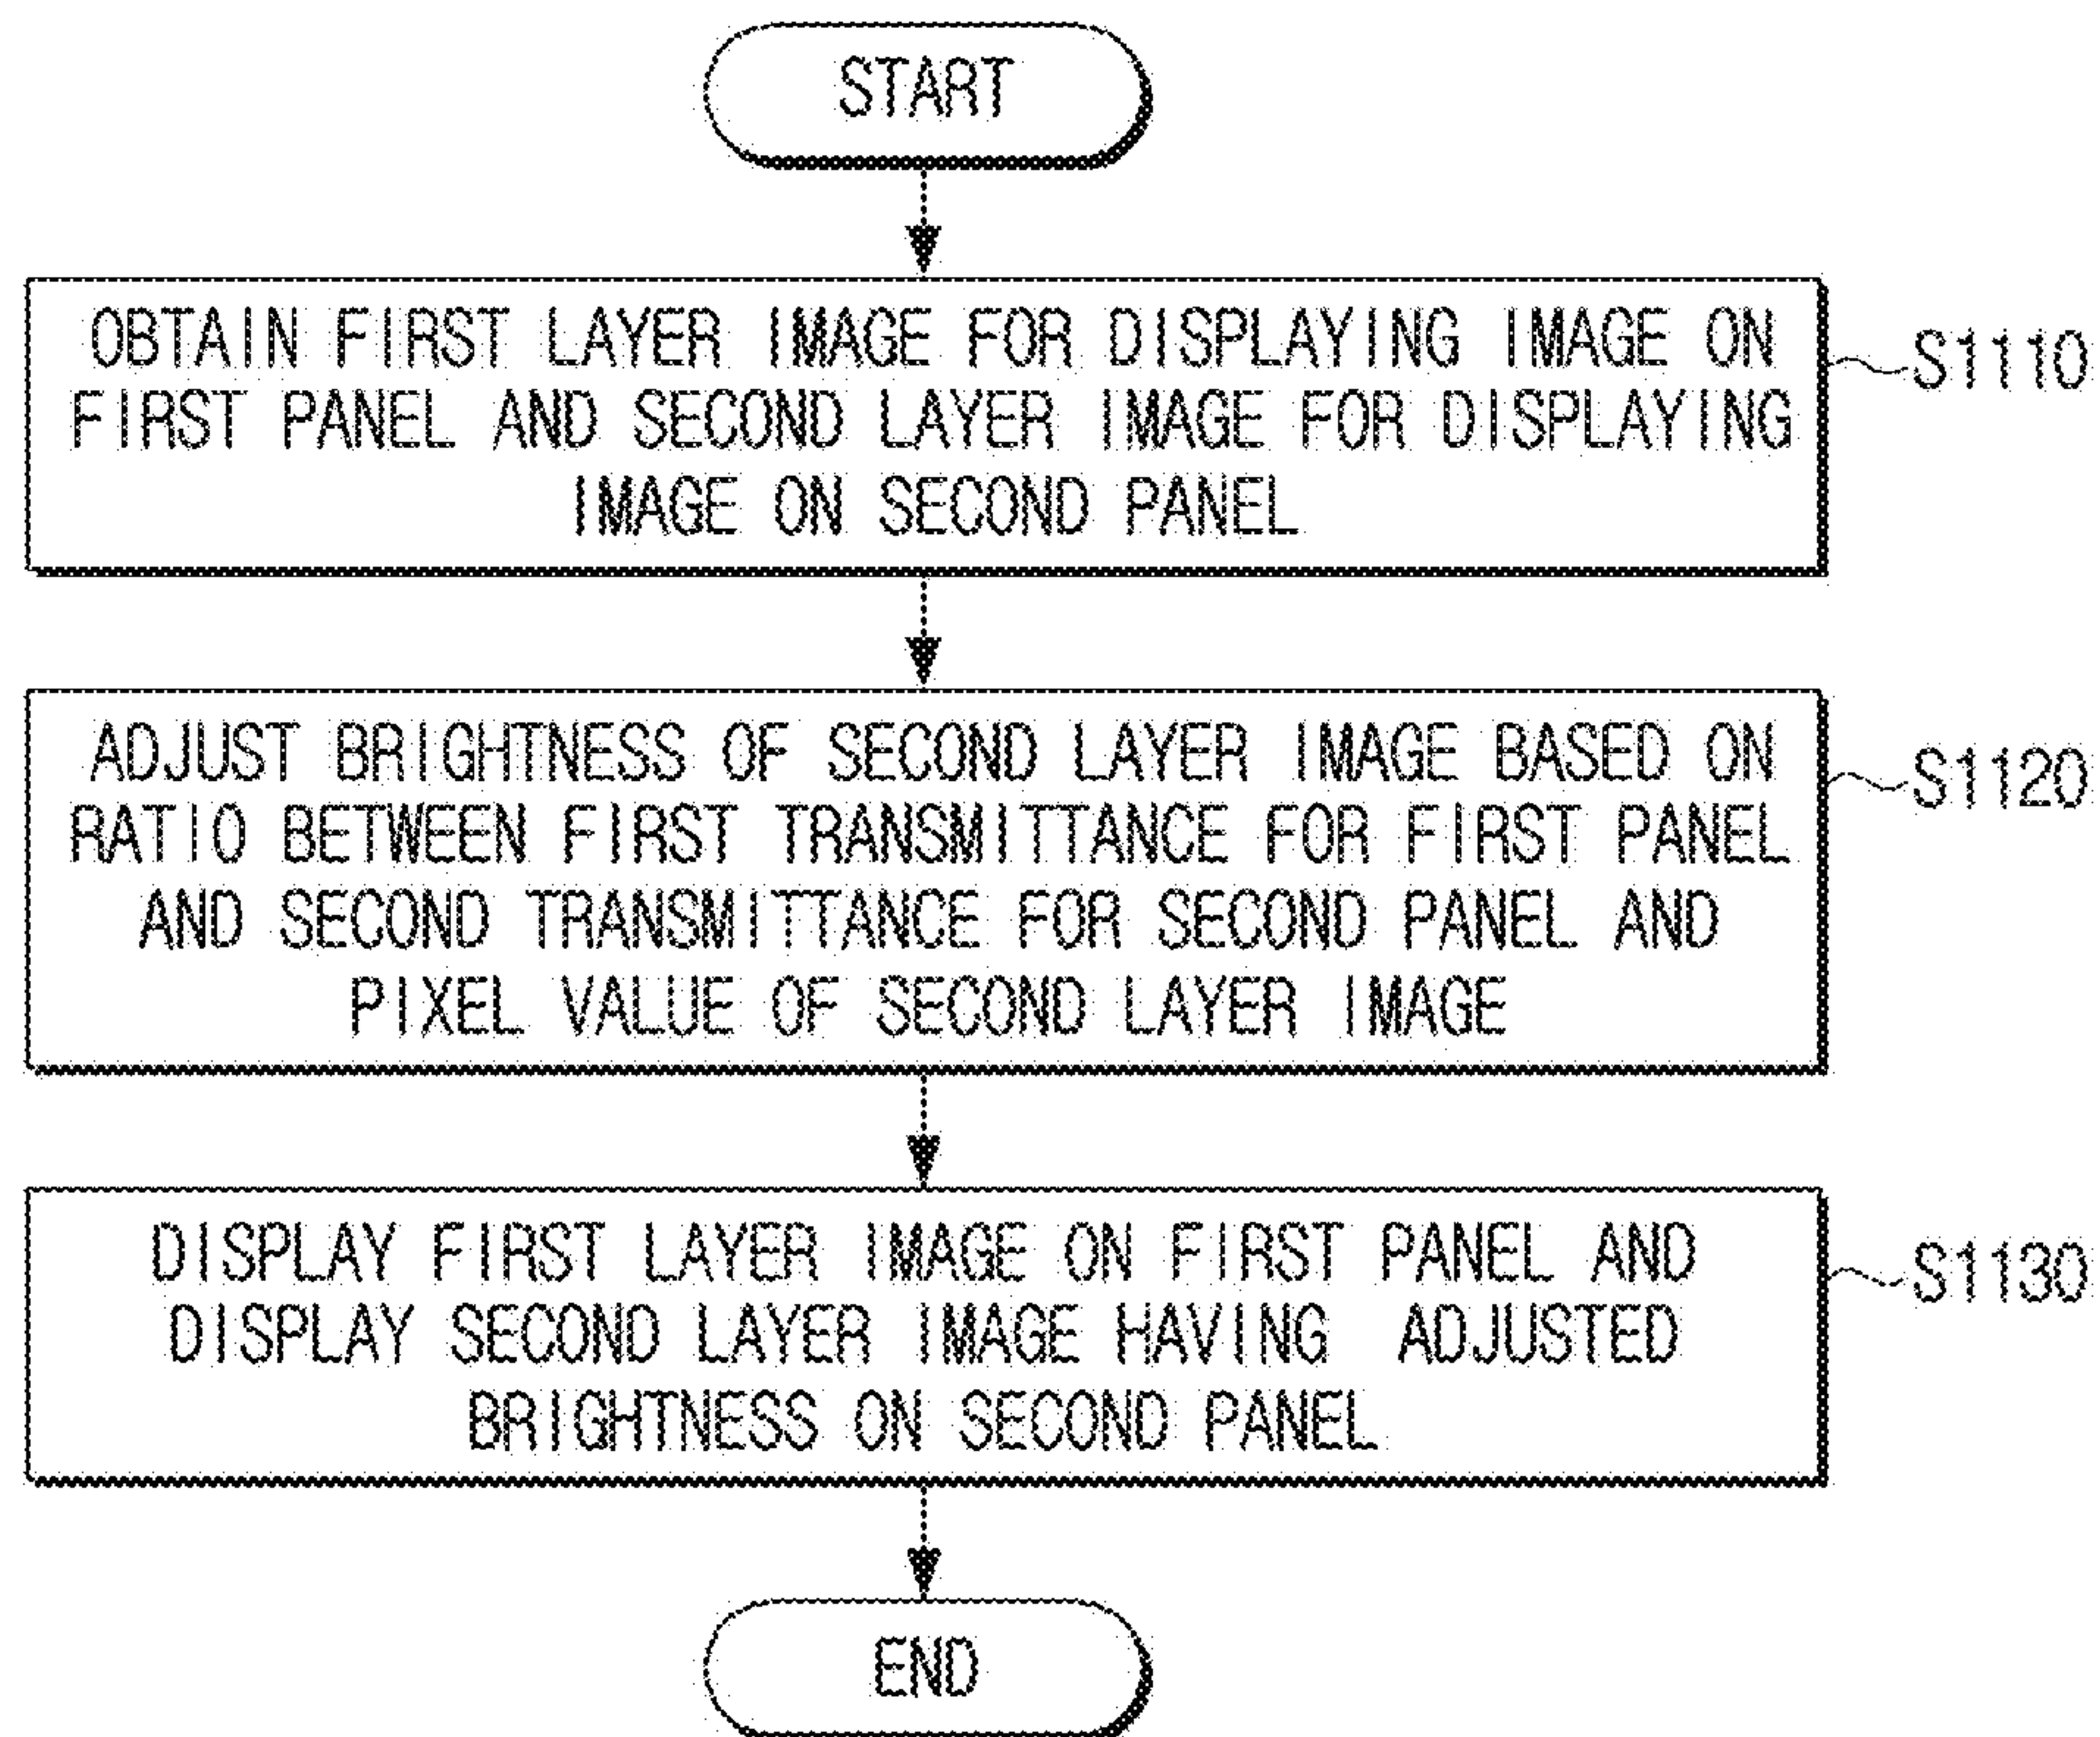 START
OBTAIN FIRST LAYER IMAGE FOR DISPLAYING IMAGE ON
FIRST PANEL AND SECOND LAYER IMAGE FOR DISPLAYING
IMAGE ON SECOND PANEL
S1110
ADJUST BRIGHTNESS OF SECOND LAYER IMAGE BASED ON
RATIO BETWEEN FIRST TRANSMITTANCE FOR FIRST PANEL
AND SECOND TRANSMITTANCE FOR SECOND PANEL AND
PIXEL VALUE OF SECOND LAYER IMAGE
S1120
DISPLAY FIRST LAYER IMAGE ON FIRST PANEL AND
DISPLAY SECOND LAYER IMAGE HAVING ADJUSTED
BRIGHTNESS ON SECOND PANEL
S1130
END